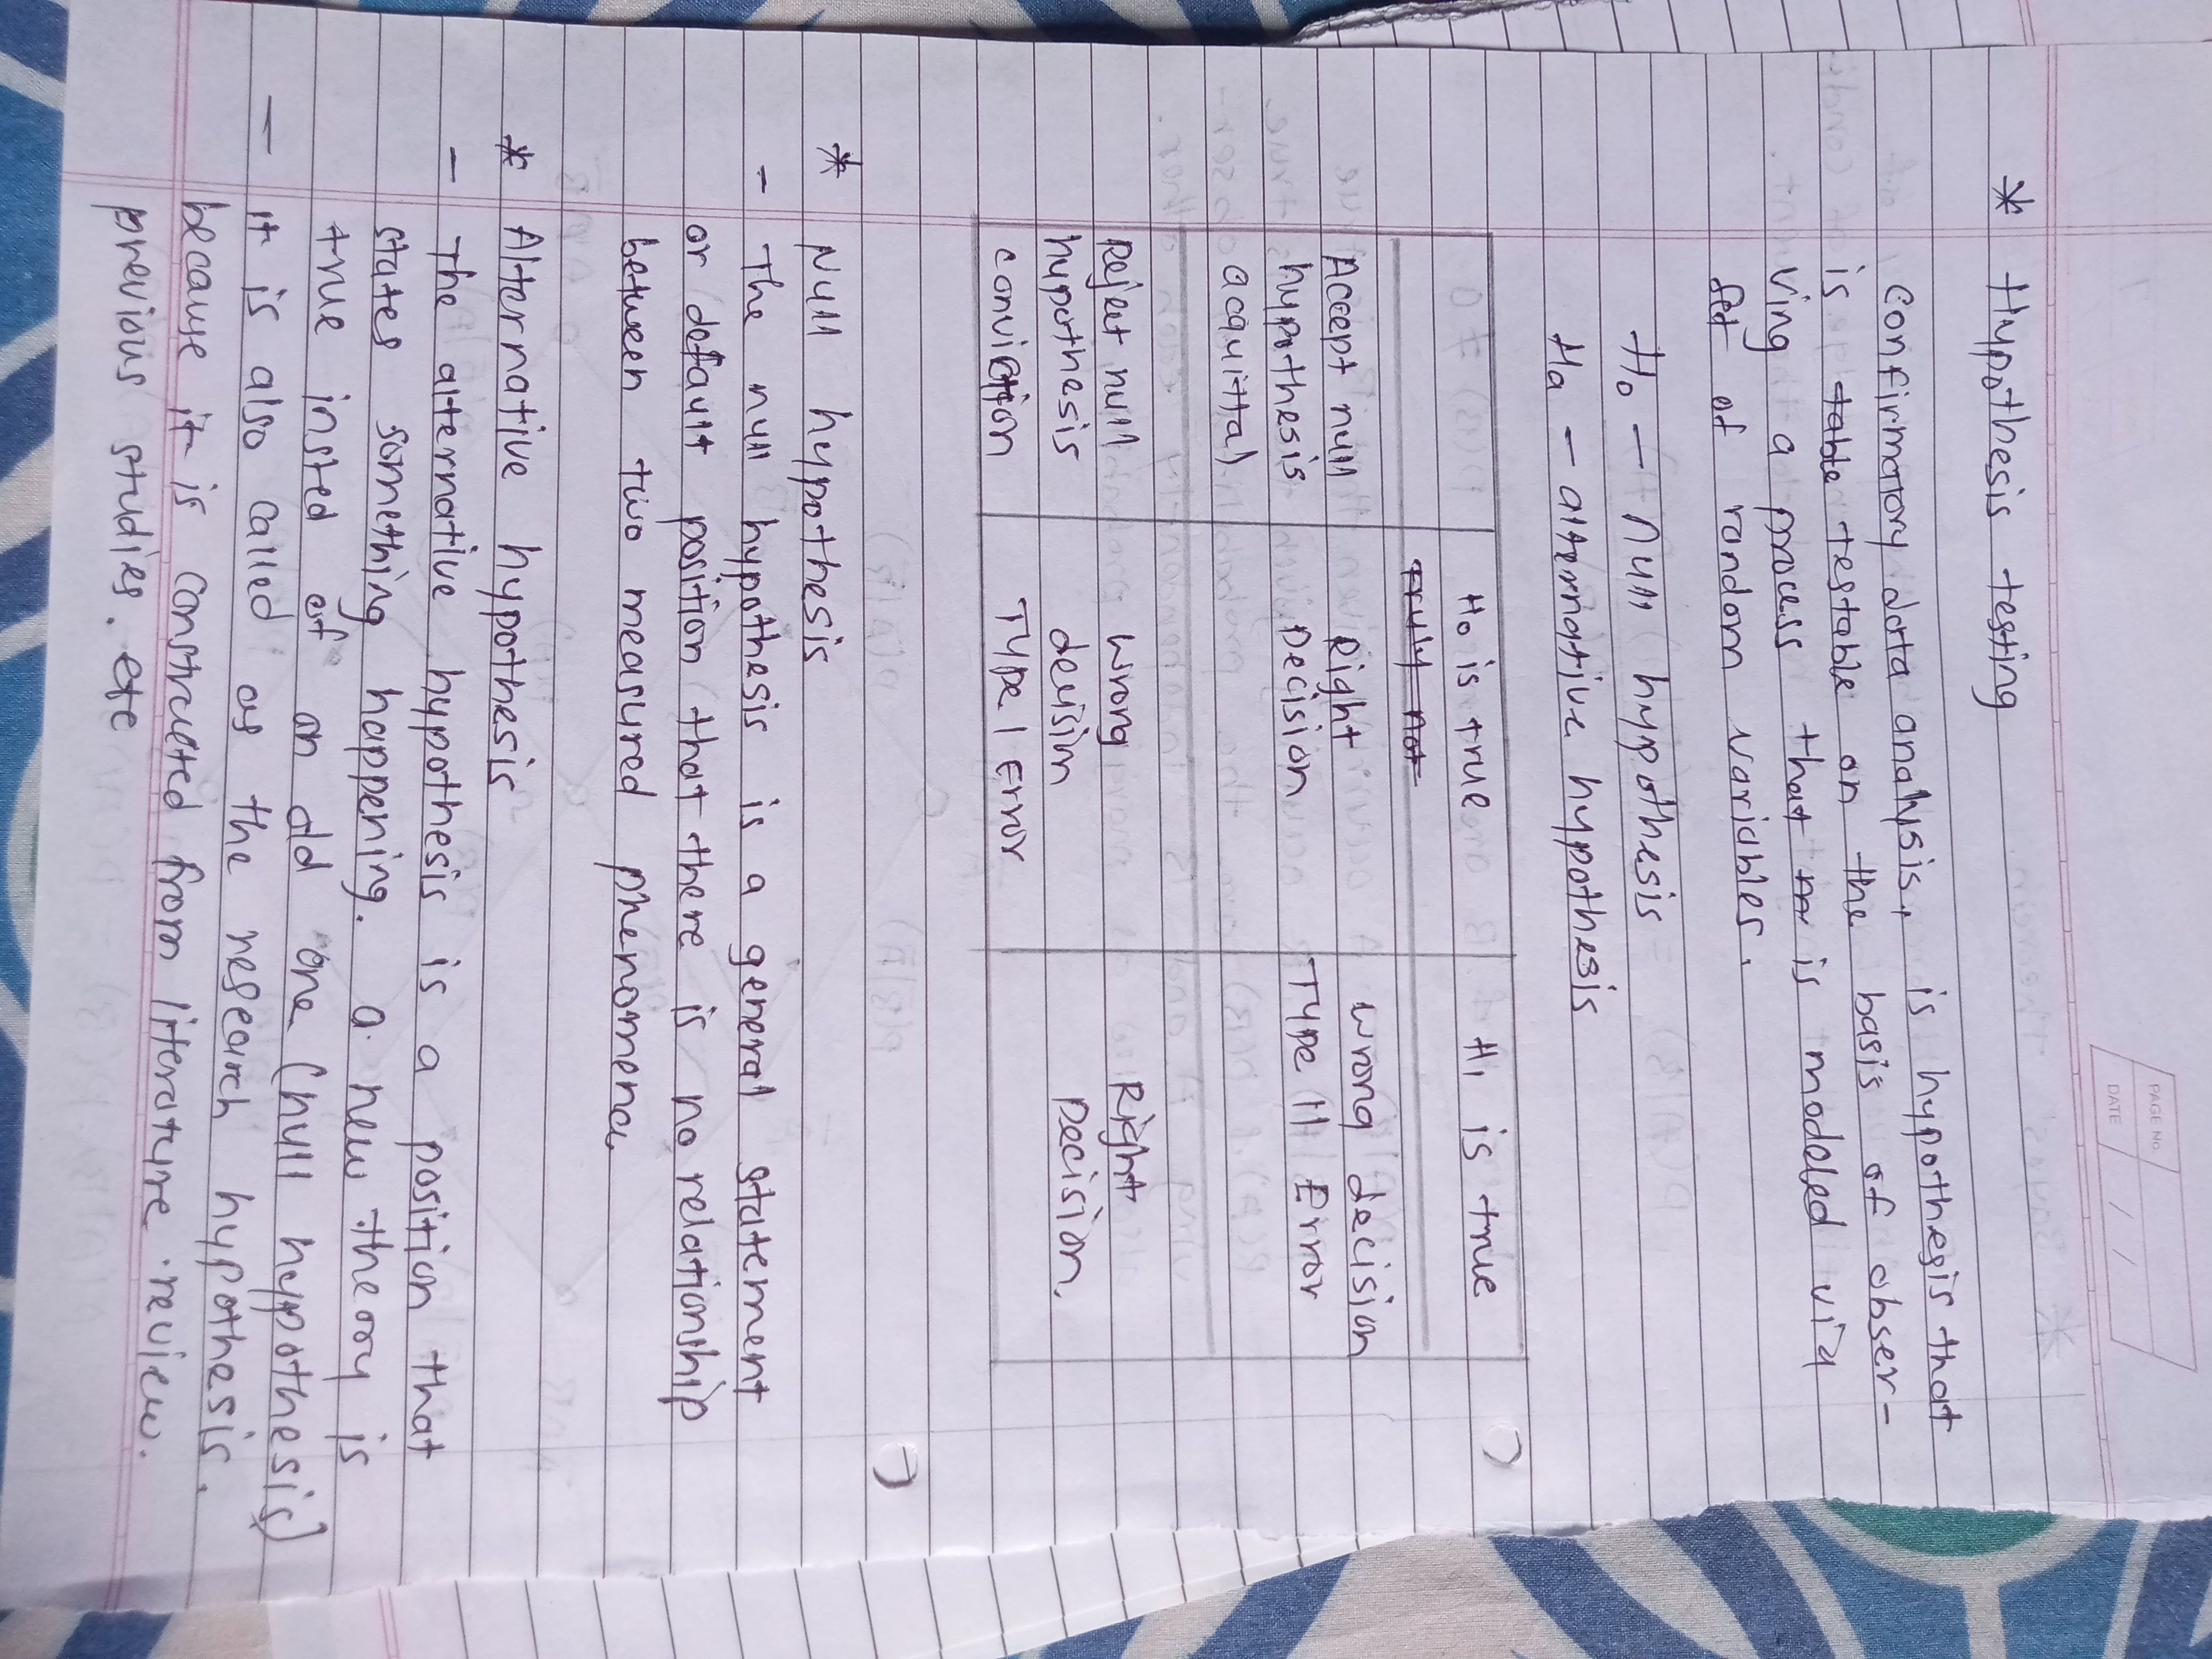 PAGE No.
DATE / /
* Hypothesis testing
confirmatory data analysis, is hypothesis that
is table testable on the basis of obser-
ving a process that m is modeled via
set of random variables.
H0 – null hypothesis
Ha – alternative hypothesis
H0 is true H1 is true
Truly not
Accept null Right wrong decision
hypothesis Decision Type II Error
acquittal
Reject null wrong Right
hypothesis decision Decision.
conviction Type I Error
* Null hypothesis
- The null hypothesis is a general statement
or default position that there is no relationship
between two measured phenomena
* Alternative hypothesis
- The alternative hypothesis is a position that
states something happening. a new theory is
true insted of an old one (null hypothesis)
- it is also called as the research hypothesis.
because it is constructed from literature review.
previous studies. etc